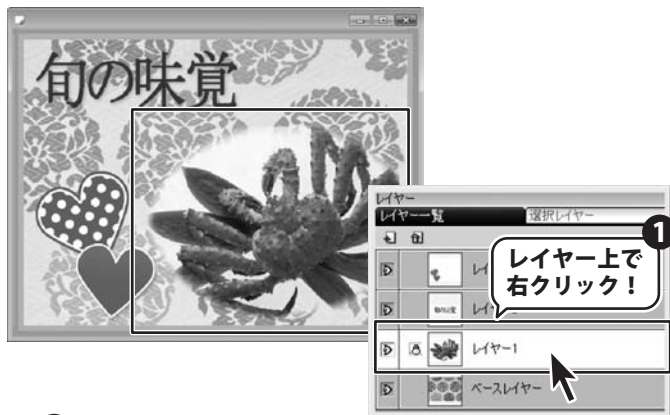 旬の味覚
レイヤー
レイヤー一覧
選択レイヤー
1
レイヤー上で
右クリック！
レイヤー1
ベースレイヤー